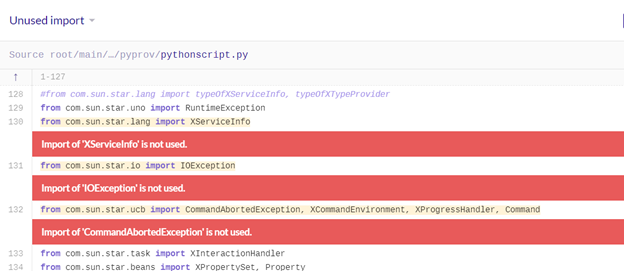 Unused import
Source root/main/…/pyprov/pythonscript.py
↑ 1-127
128 #from com.sun.star.lang import typeOfXServiceInfo, typeOfXTypeProvider
129 from com.sun.star.uno import RuntimeException
130 from com.sun.star.lang import XServiceInfo
Import of 'XServiceInfo' is not used.
131 from com.sun.star.io import IOException
Import of 'IOException' is not used.
132 from com.sun.star.ucb import CommandAbortedException, XCommandEnvironment, XProgressHandler, Command
Import of 'CommandAbortedException' is not used.
133 from com.sun.star.task import XInteractionHandler
134 from com.sun.star.beans import XPropertySet, Property